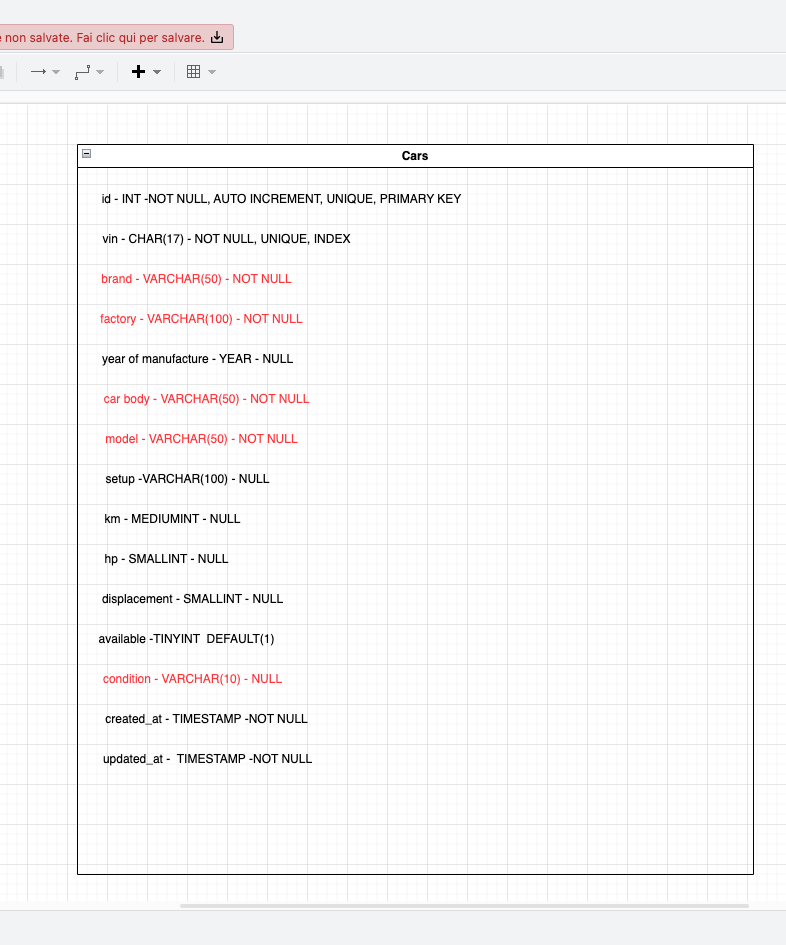 e non salvate. Fai clic qui per salvare.
Cars
id - INT -NOT NULL, AUTO INCREMENT, UNIQUE, PRIMARY KEY
vin - CHAR(17) - NOT NULL, UNIQUE, INDEX
brand - VARCHAR(50) - NOT NULL
factory - VARCHAR(100) - NOT NULL
year of manufacture - YEAR - NULL
car body - VARCHAR(50) - NOT NULL
model - VARCHAR(50) - NOT NULL
setup -VARCHAR(100) - NULL
km - MEDIUMINT - NULL
hp - SMALLINT - NULL
displacement - SMALLINT - NULL
available -TINYINT  DEFAULT(1)
condition - VARCHAR(10) - NULL
created_at - TIMESTAMP -NOT NULL
updated_at -  TIMESTAMP -NOT NULL